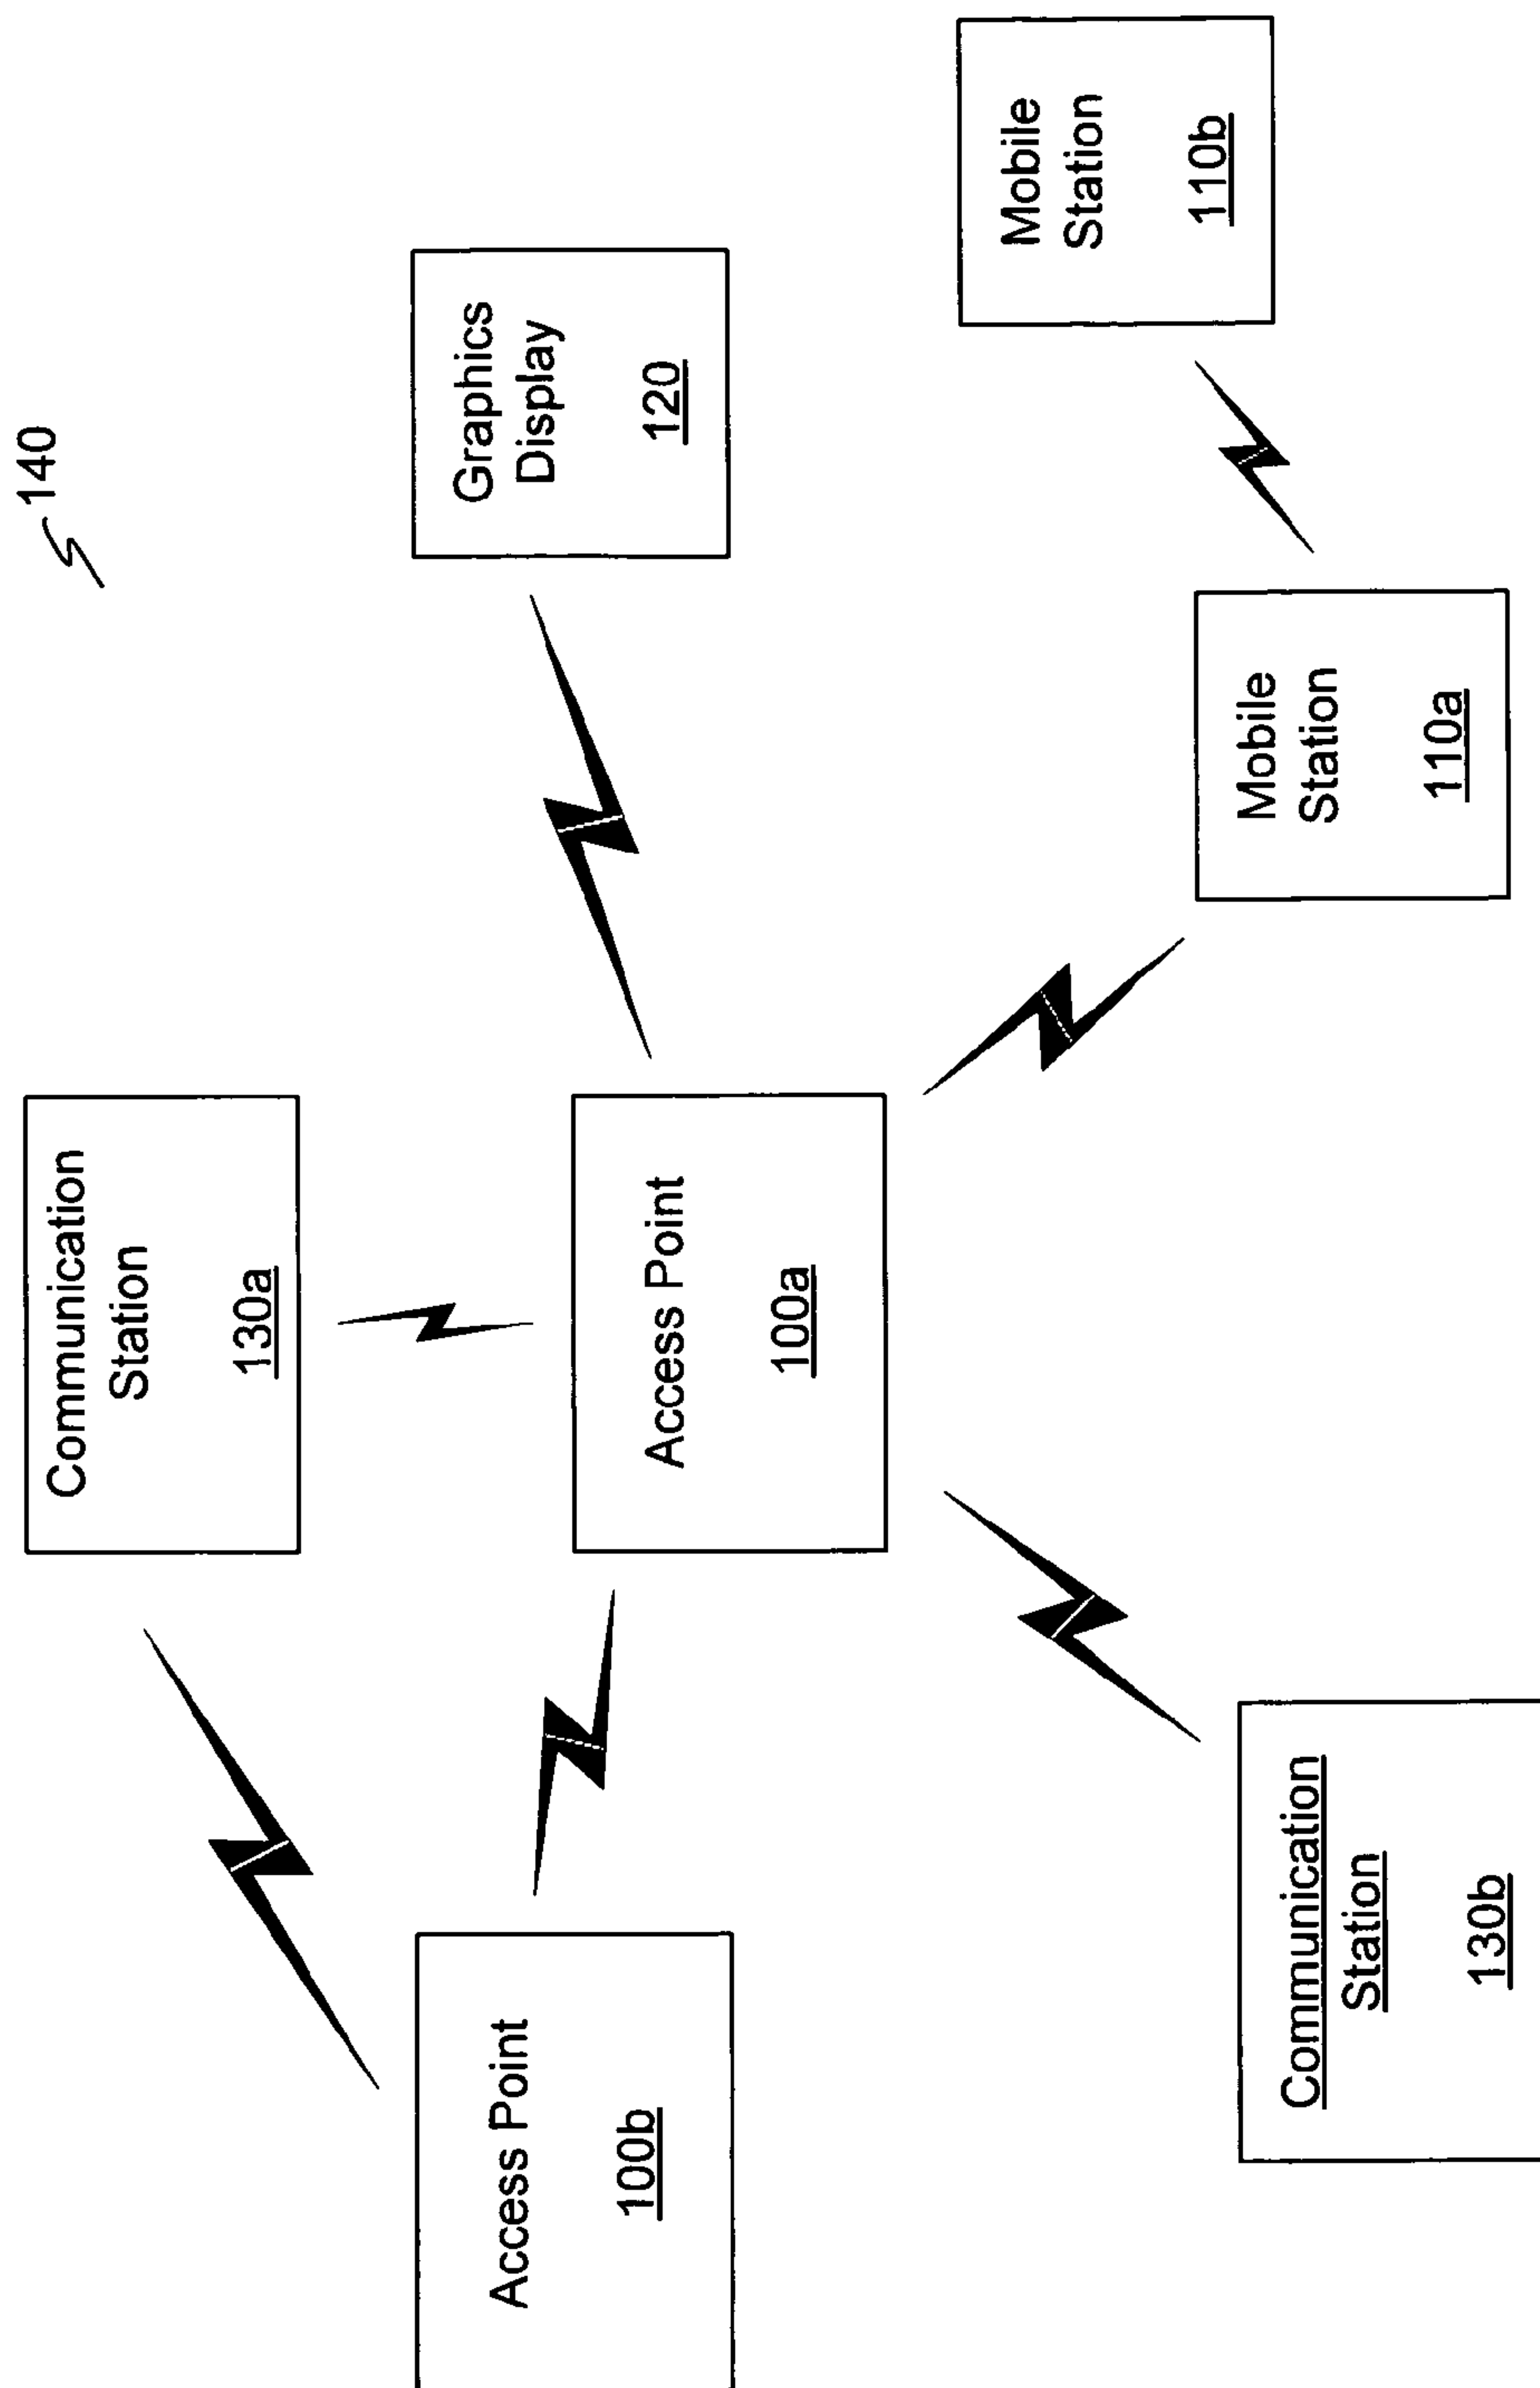 140
Communication
Station
130a
Graphics
Display
120
Access Point
100b
Access Point
100a
Mobile
Station
110b
Communication
Station
130b
Mobile
Station
110a